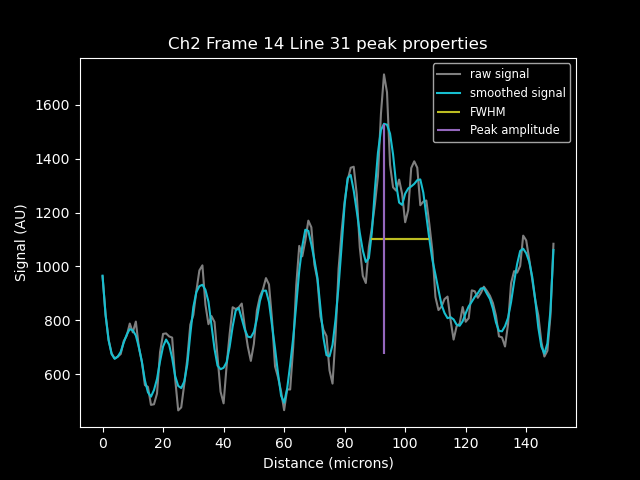 Ch2 Frame 14 Line 31 peak properties
raw signal
smoothed signal
FWHM
Peak amplitude
Signal (AU)
1600
1400
1200
1000
800
600
0 20 40 60 80 100 120 140
Distance (microns)